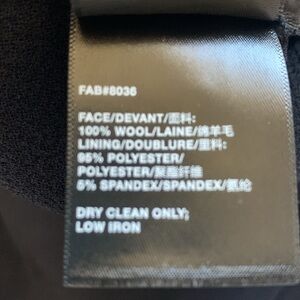 FAB#8036
FACE/DEVANT/面料:
100% WOOL/LAINE/绵羊毛
LINING/DOUBLURE/里料:
95% POLYESTER/
POLYESTER/聚酯纤维
5% SPANDEX/SPANDEX/氨纶
DRY CLEAN ONLY;
LOW IRON